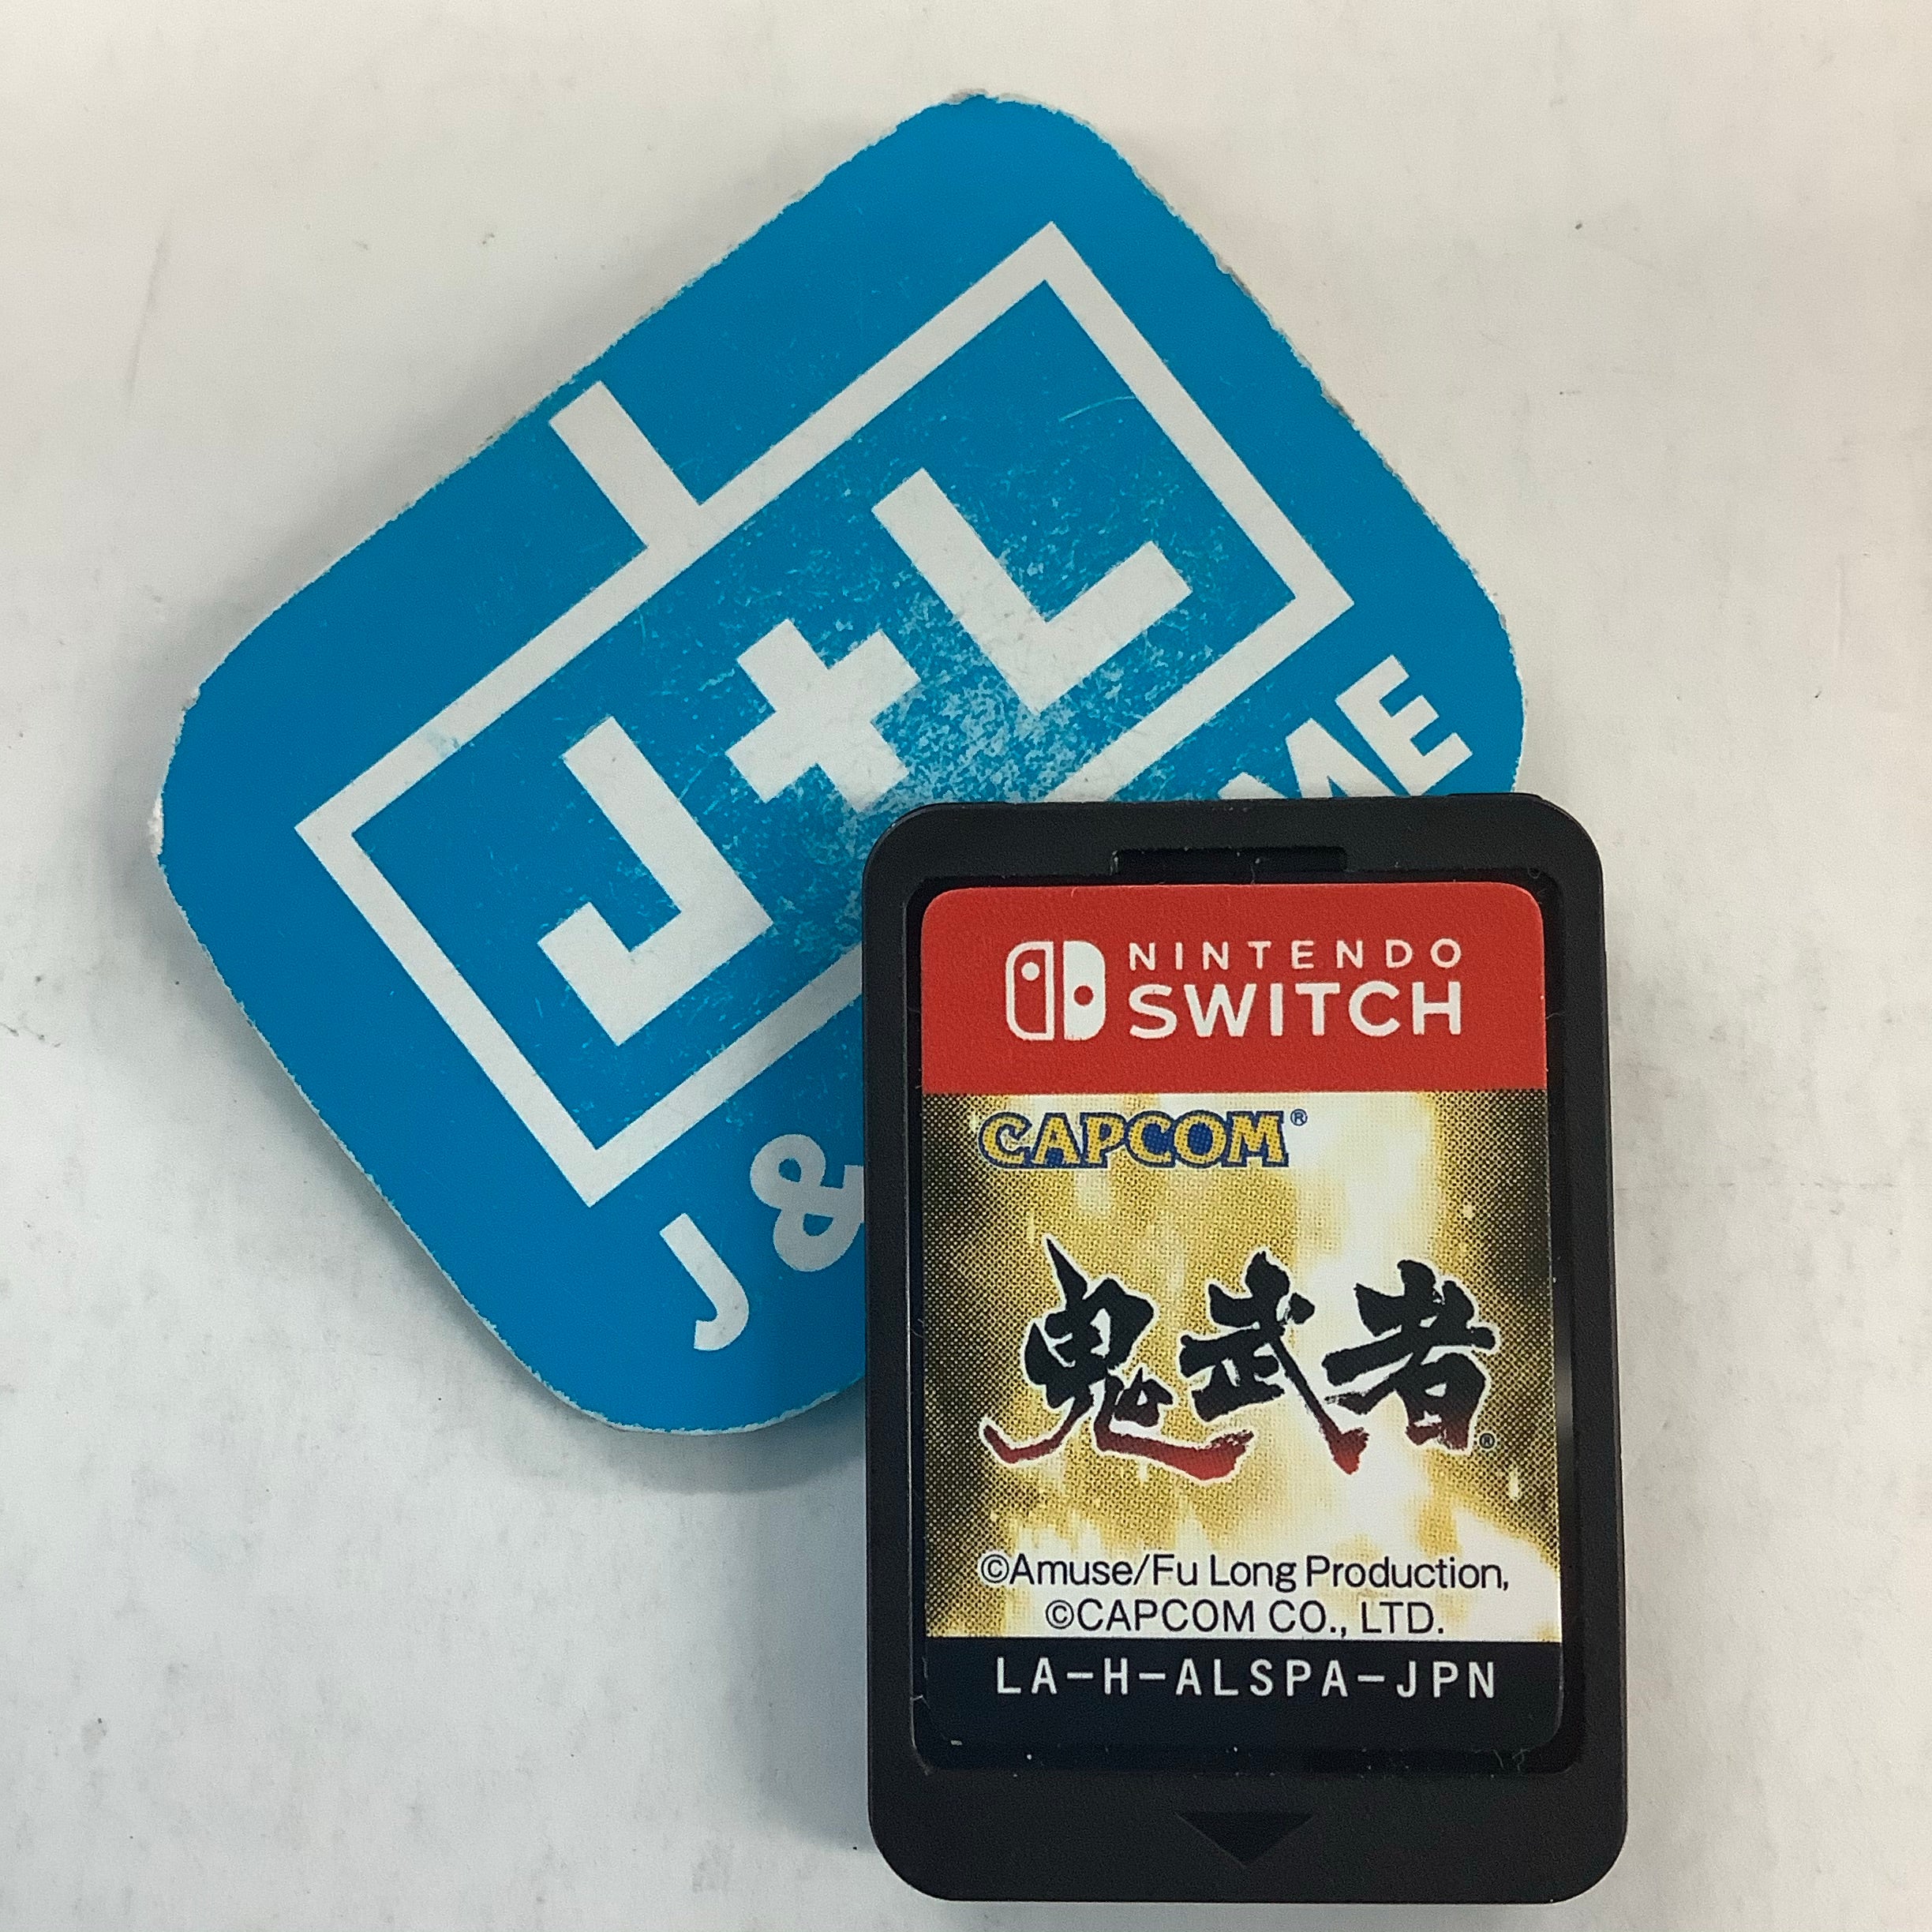 J+L
J &
ME
NINTENDO
SWITCH
CAPCOM®
鬼武者®
©Amuse/Fu Long Production,
©CAPCOM CO., LTD.
LA-H-ALSPA-JPN